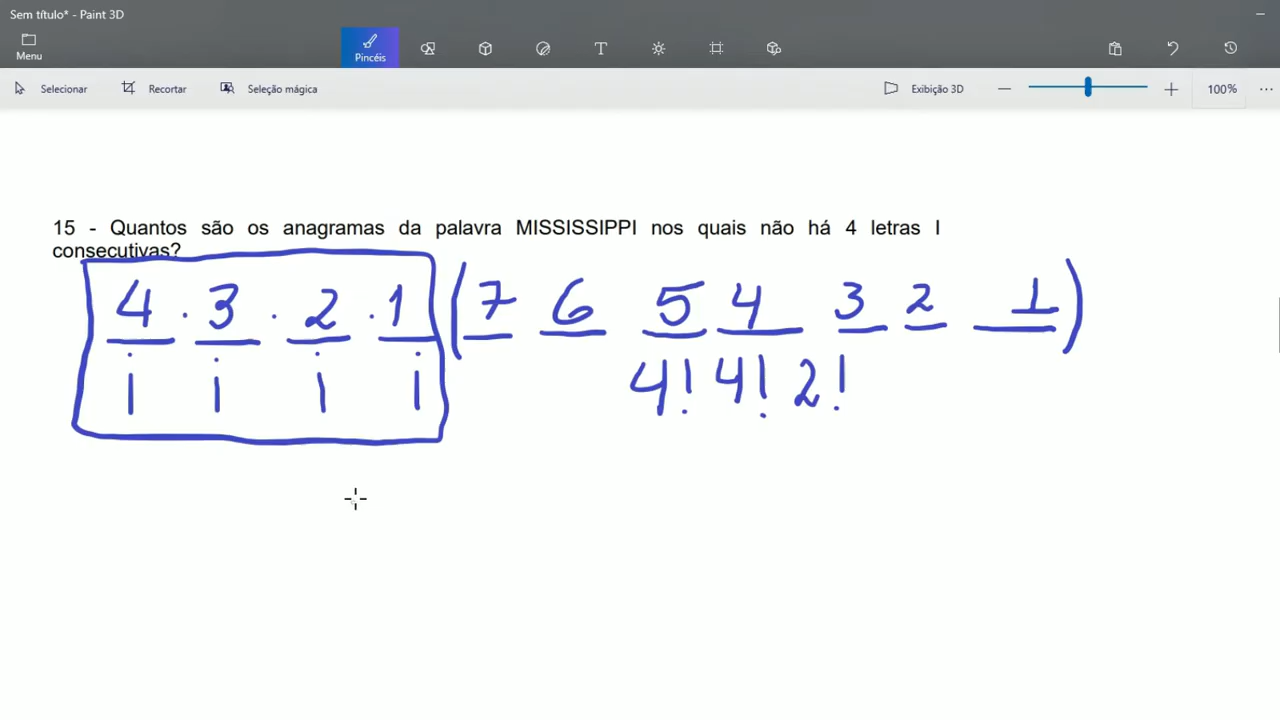 Sem título* - Paint 3D
Menu
Pincéis
Selecionar Recortar Seleção mágica Exibição 3D 100%
15 - Quantos são os anagramas da palavra MISSISSIPPI nos quais não há 4 letras I
consecutivas?
4 . 3 . 2 . 1 ( 7 6 5 4 3 2 1 )
i i i i 4! 4! 2!